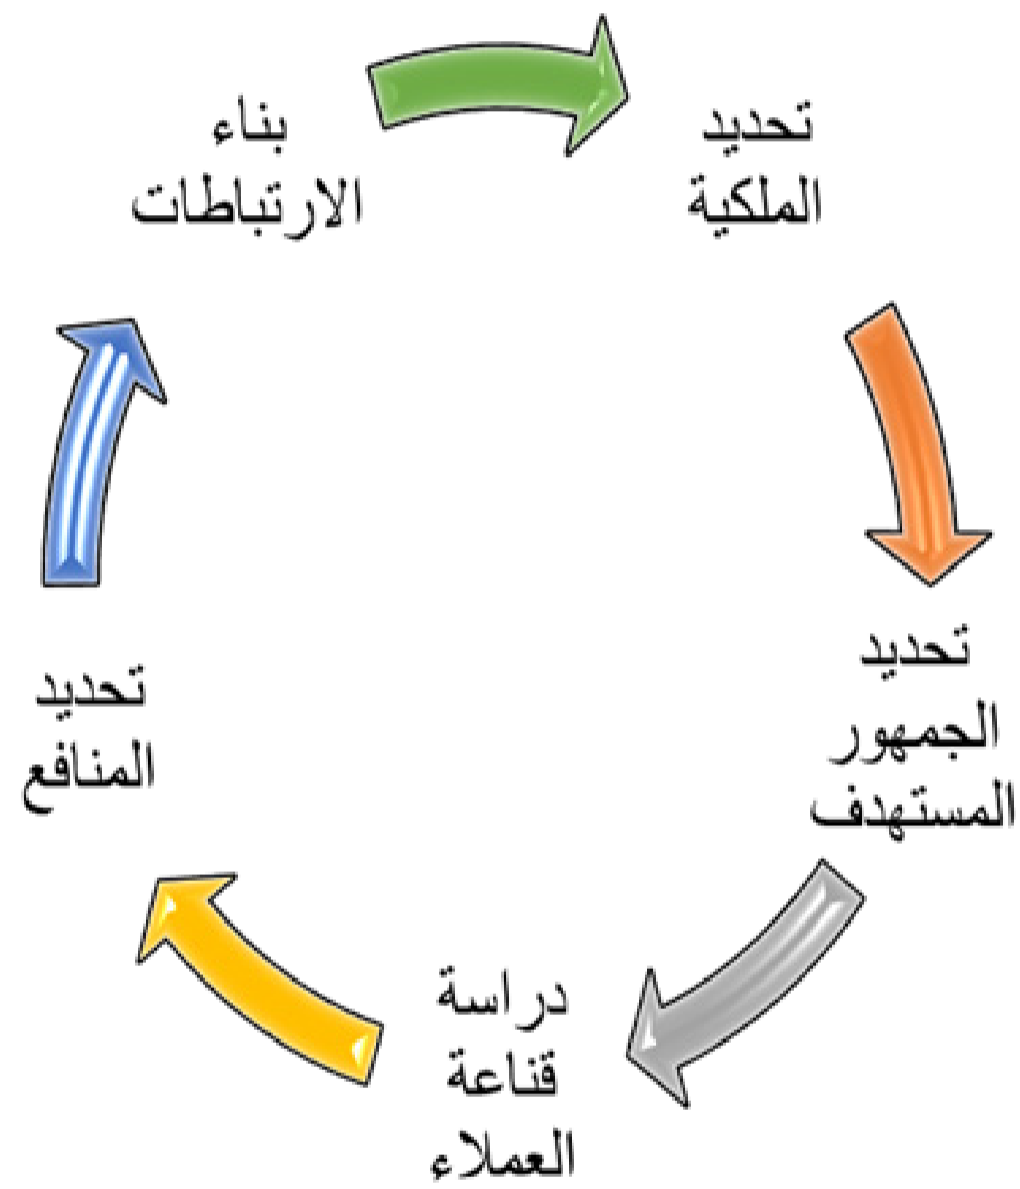 تحديد
الملكية
تحديد
الجمهور
المستهدف
دراسة
قناعة
العملاء
تحديد
المنافع
بناء
الارتباطات